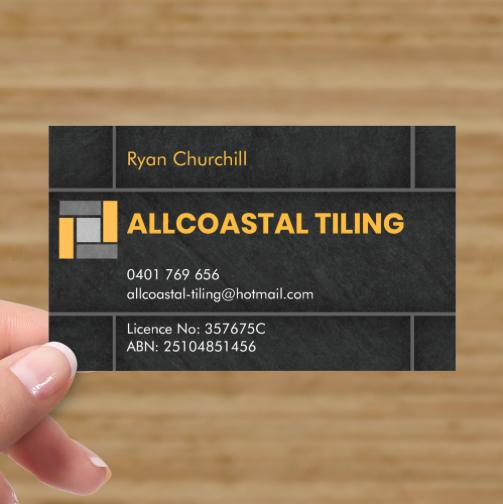 Ryan Churchill
ALLCOASTAL TILING
0401 769 656
allcoastal-tiling@hotmail.com
Licence No: 357675C
ABN: 25104851456